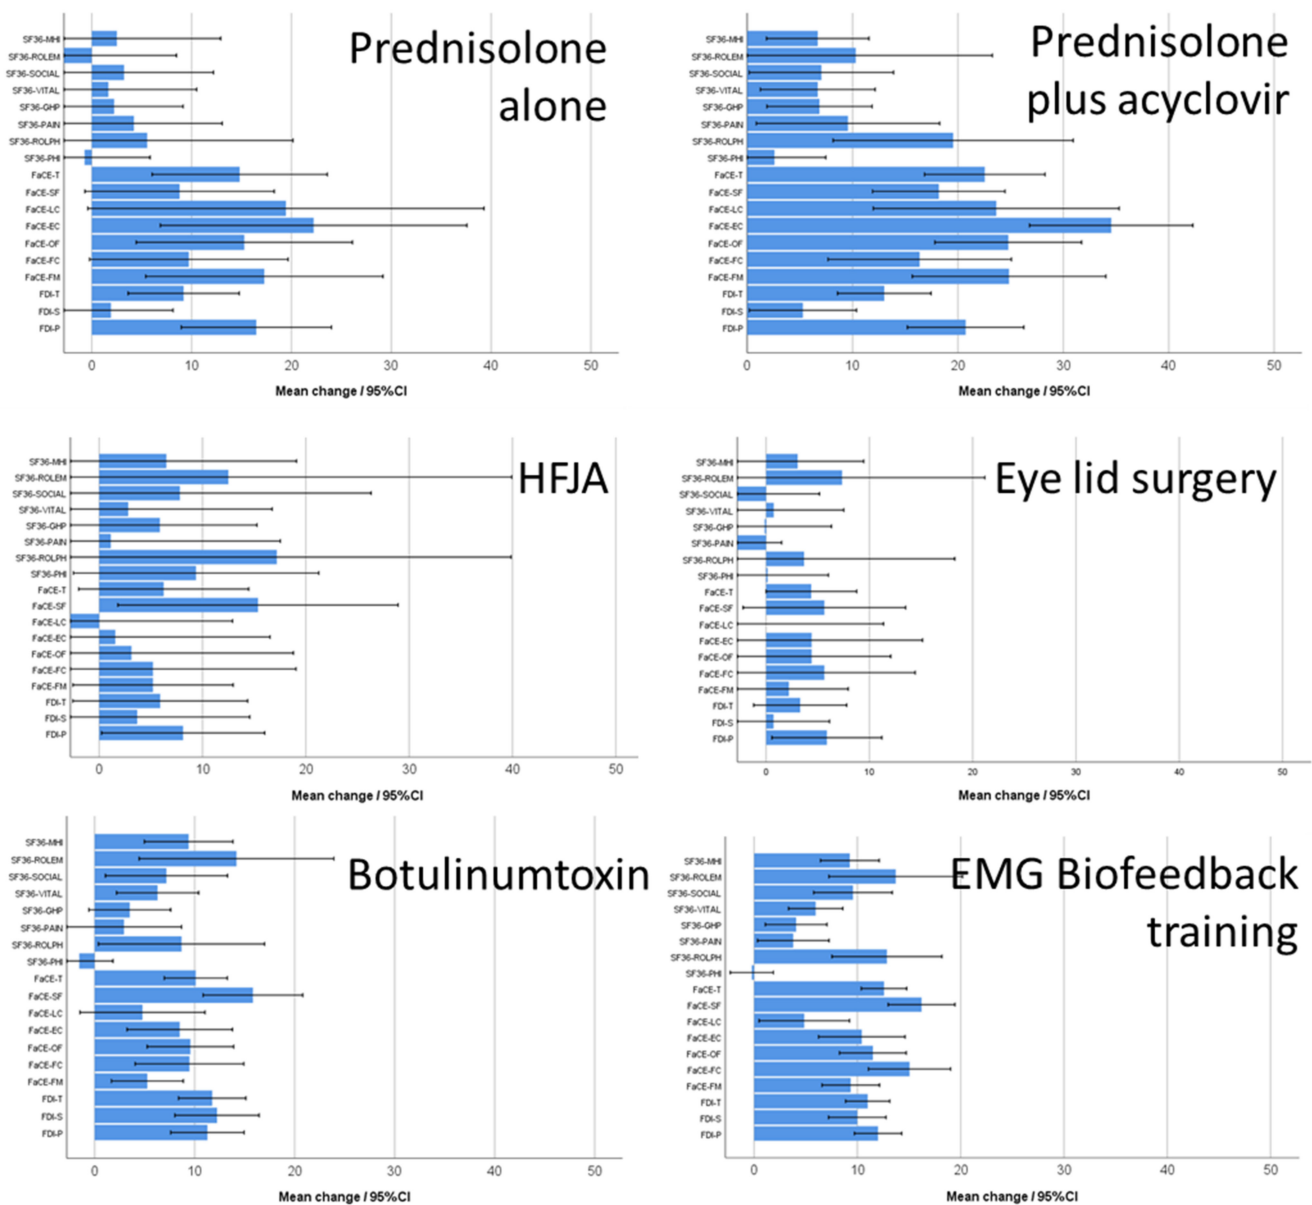 Prednisolone
alone
SF36-MHI
SF36-ROLEM
SF36-SOCIAL
SF36-VITAL
SF36-GHP
SF36-PAIN
SF36-ROLPH
SF36-PHI
FaCE-T
FaCE-SF
FaCE-LC
FaCE-EC
FaCE-OF
FaCE-FC
FaCE-FM
FDI-T
FDI-S
FDI-P
0 10 20 30 40 50
Mean change / 95%CI
Prednisolone
plus acyclovir
SF36-MHI
SF36-ROLEM
SF36-SOCIAL
SF36-VITAL
SF36-GHP
SF36-PAIN
SF36-ROLPH
SF36-PHI
FaCE-T
FaCE-SF
FaCE-LC
FaCE-EC
FaCE-OF
FaCE-FC
FaCE-FM
FDI-T
FDI-S
FDI-P
0 10 20 30 40 50
Mean change / 95%CI
HFJA
SF36-MHI
SF36-ROLEM
SF36-SOCIAL
SF36-VITAL
SF36-GHP
SF36-PAIN
SF36-ROLPH
SF36-PHI
FaCE-T
FaCE-SF
FaCE-LC
FaCE-EC
FaCE-OF
FaCE-FC
FaCE-FM
FDI-T
FDI-S
FDI-P
0 10 20 30 40 50
Mean change / 95%CI
Eye lid surgery
SF36-MHI
SF36-ROLEM
SF36-SOCIAL
SF36-VITAL
SF36-GHP
SF36-PAIN
SF36-ROLPH
SF36-PHI
FaCE-T
FaCE-SF
FaCE-LC
FaCE-EC
FaCE-OF
FaCE-FC
FaCE-FM
FDI-T
FDI-S
FDI-P
0 10 20 30 40 50
Mean change / 95%CI
Botulinumtoxin
SF36-MHI
SF36-ROLEM
SF36-SOCIAL
SF36-VITAL
SF36-GHP
SF36-PAIN
SF36-ROLPH
SF36-PHI
FaCE-T
FaCE-SF
FaCE-LC
FaCE-EC
FaCE-OF
FaCE-FC
FaCE-FM
FDI-T
FDI-S
FDI-P
0 10 20 30 40 50
Mean change / 95%CI
EMG Biofeedback
training
SF36-MHI
SF36-ROLEM
SF36-SOCIAL
SF36-VITAL
SF36-GHP
SF36-PAIN
SF36-ROLPH
SF36-PHI
FaCE-T
FaCE-SF
FaCE-LC
FaCE-EC
FaCE-OF
FaCE-FC
FaCE-FM
FDI-T
FDI-S
FDI-P
0 10 20 30 40 50
Mean change / 95%CI